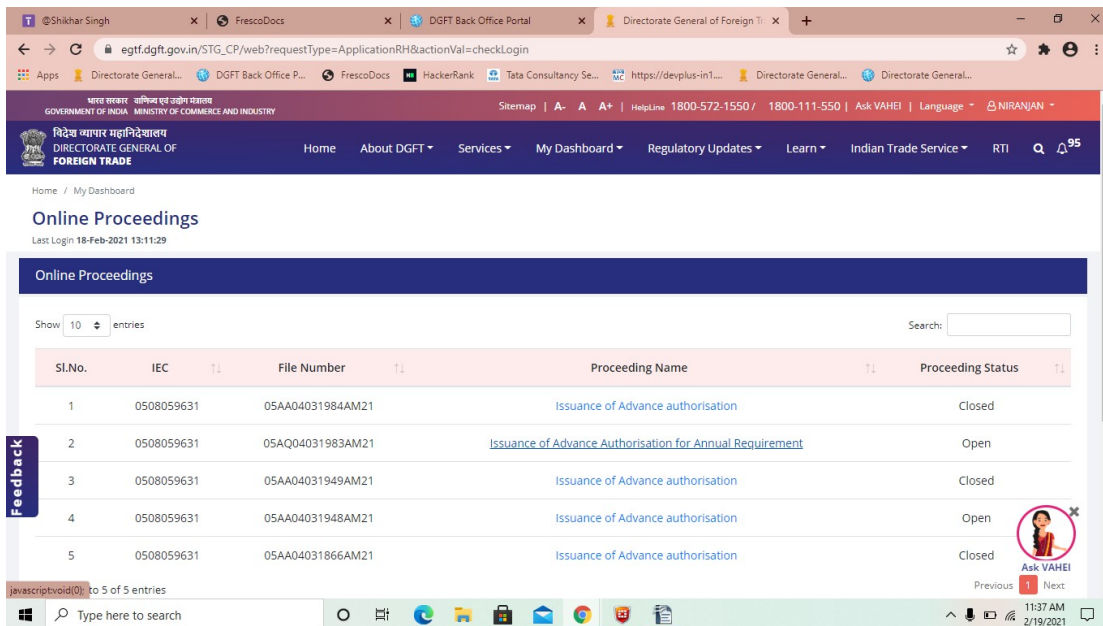 @Shikhar Singh
FrescoDocs
DGFT Back Office Portal
Directorate General of Foreign Tr
egtf.dgft.gov.in/STG_CP/web?requestType=ApplicationRH&actionVal=checkLogin
Apps Directorate General... DGFT Back Office P... FrescoDocs HackerRank Tata Consultancy Se... https://devplus-in1.... Directorate General... Directorate General...
भारत सरकार वाणिज्य एवं उद्योग मंत्रालय
GOVERNMENT OF INDIA MINISTRY OF COMMERCE AND INDUSTRY
Sitemap | A- A A+ | HelpLine 1800-572-1550 / 1800-111-550 | Ask VAHEI | Language NIRANJAN
विदेश व्यापार महानिदेशालय
DIRECTORATE GENERAL OF
FOREIGN TRADE
Home About DGFT Services My Dashboard Regulatory Updates Learn Indian Trade Service RTI 95
Home / My Dashboard
Online Proceedings
Last Login 18-Feb-2021 13:11:29
Online Proceedings
Show 10 entries Search:
Sl.No. IEC File Number Proceeding Name Proceeding Status
1 0508059631 05AA04031984AM21 Issuance of Advance authorisation Closed
2 0508059631 05AQ04031983AM21 Issuance of Advance Authorisation for Annual Requirement Open
3 0508059631 05AA04031949AM21 Issuance of Advance authorisation Closed
4 0508059631 05AA04031948AM21 Issuance of Advance authorisation Open
5 0508059631 05AA04031866AM21 Issuance of Advance authorisation Closed
Feedback
Ask VAHEI
javascript:void(0); to 5 of 5 entries Previous 1 Next
Type here to search
11:37 AM
2/19/2021